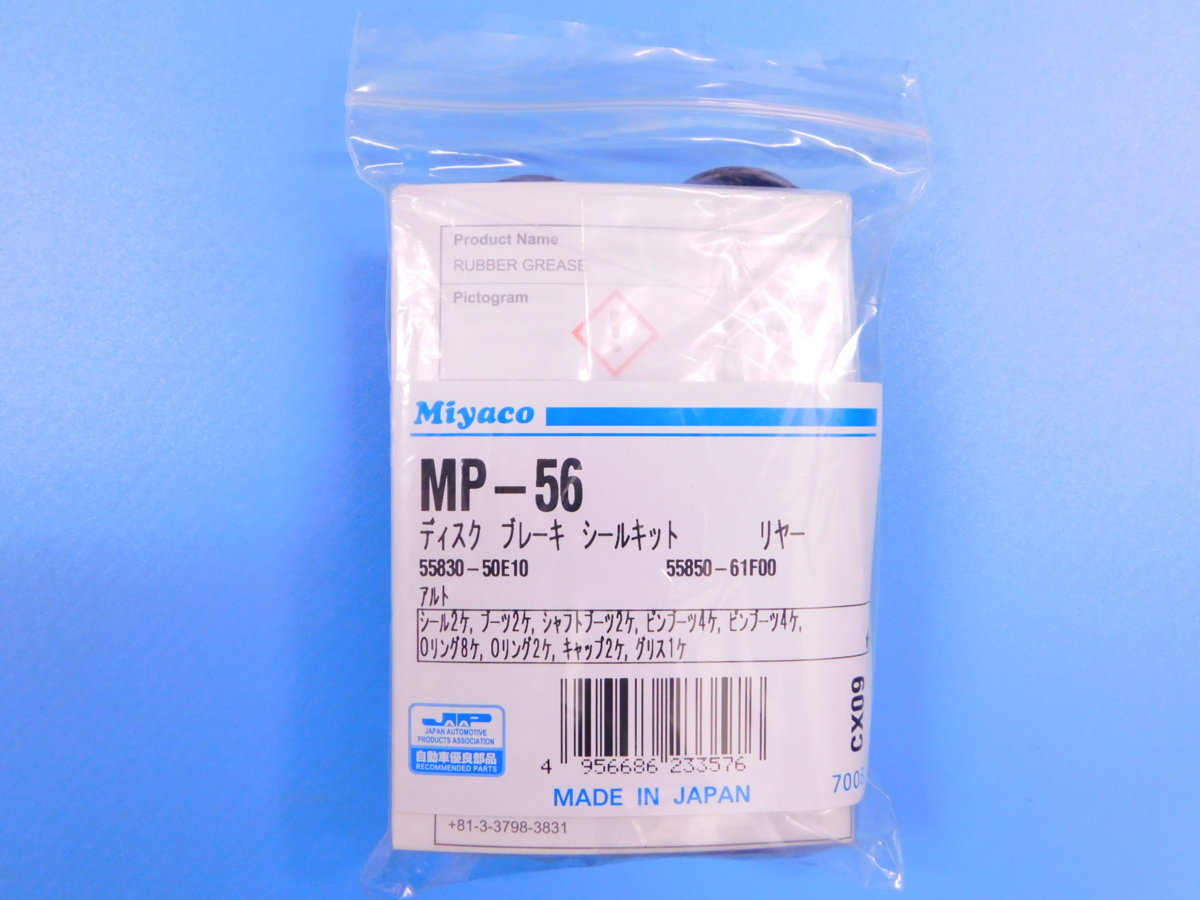 Product Name
RUBBER GREASE
Pictogram
Miyaco
MP-56
ディスク ブレーキ シールキット リヤー
55830-50E10 55850-61F00
アルト
シール2ケ, ブーツ2ケ, シャフトブーツ2ケ, ピンブーツ4ケ, ピンブーツ4ケ,
Oリング8ケ, Oリング2ケ, キャップ2ケ, グリス1ケ
CX09
JAAP
JAPAN AUTOMOTIVE
PRODUCTS ASSOCIATION
自動車優良部品
RECOMMENDED PARTS
4 956686 233576
MADE IN JAPAN
+81-3-3798-3831